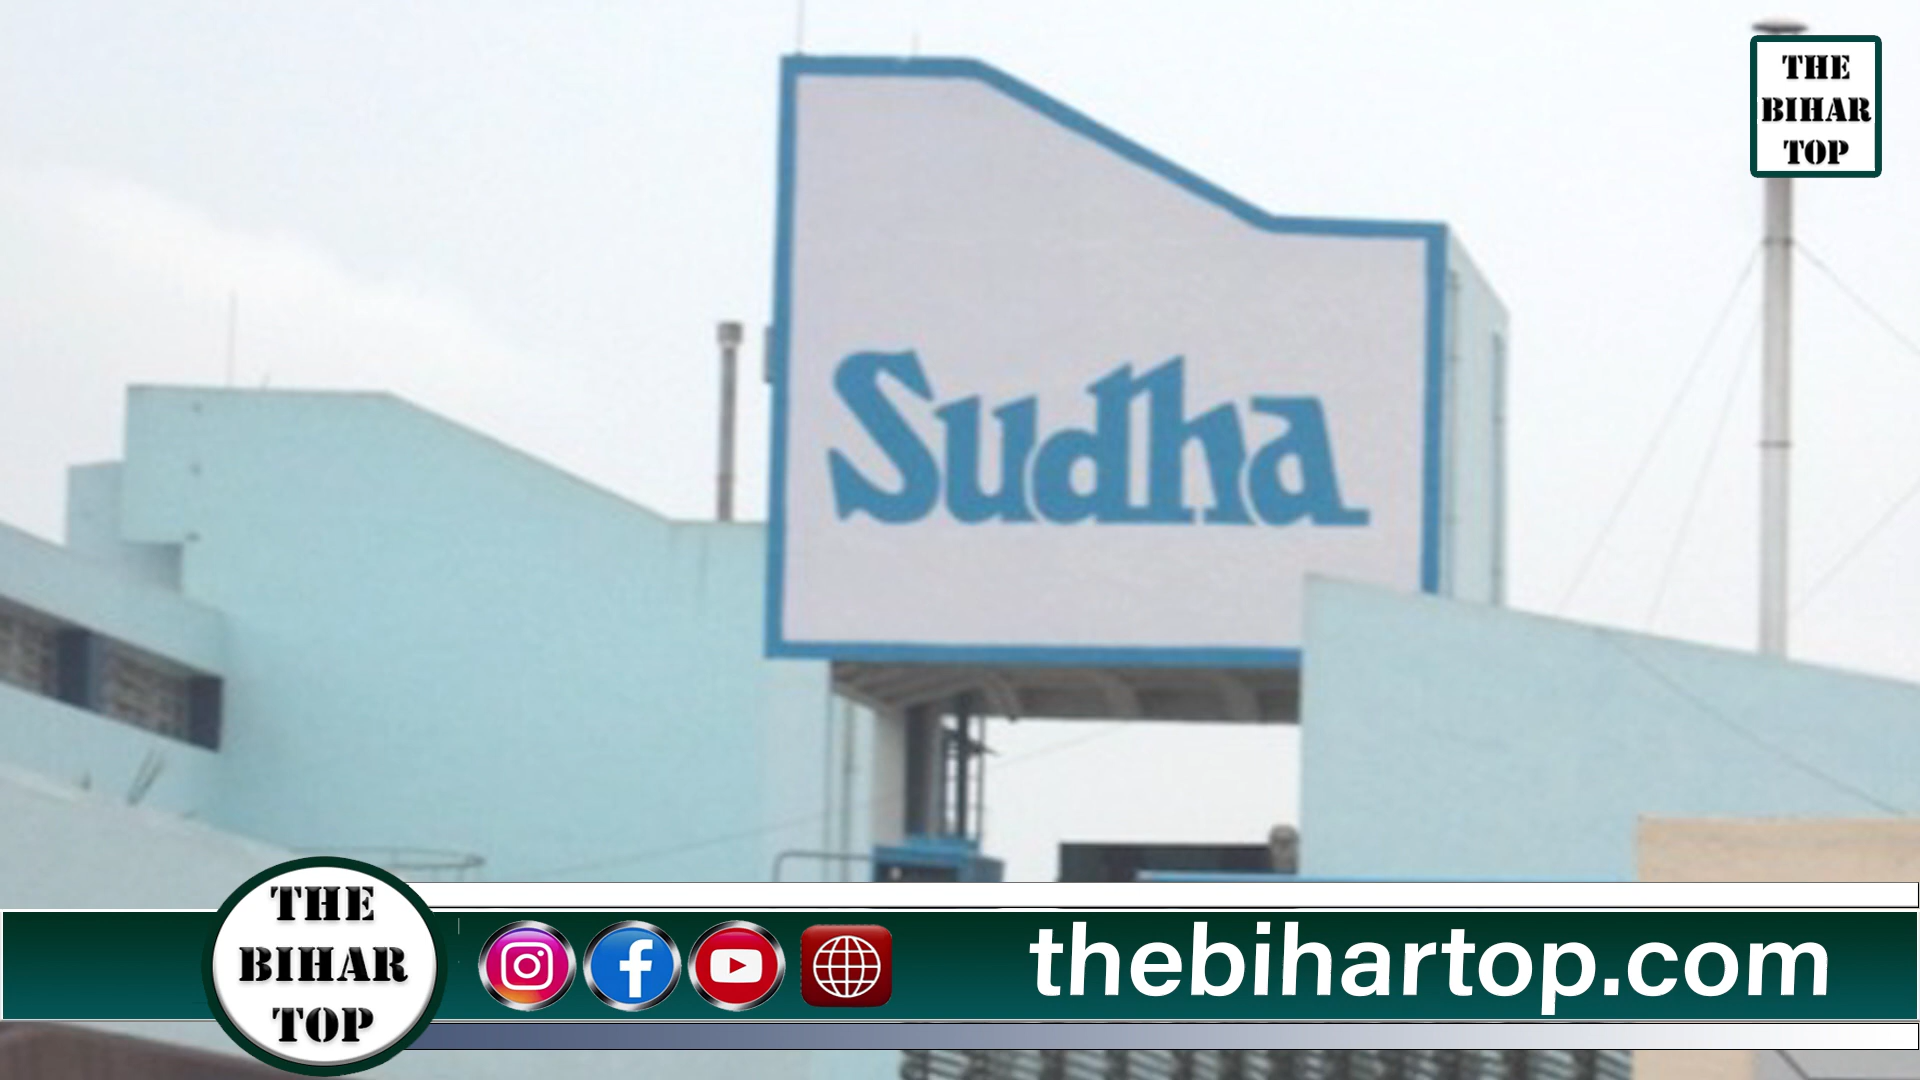 THE
BIHAR
TOP
Sudha
THE
BIHAR
TOP
thebihartop.com